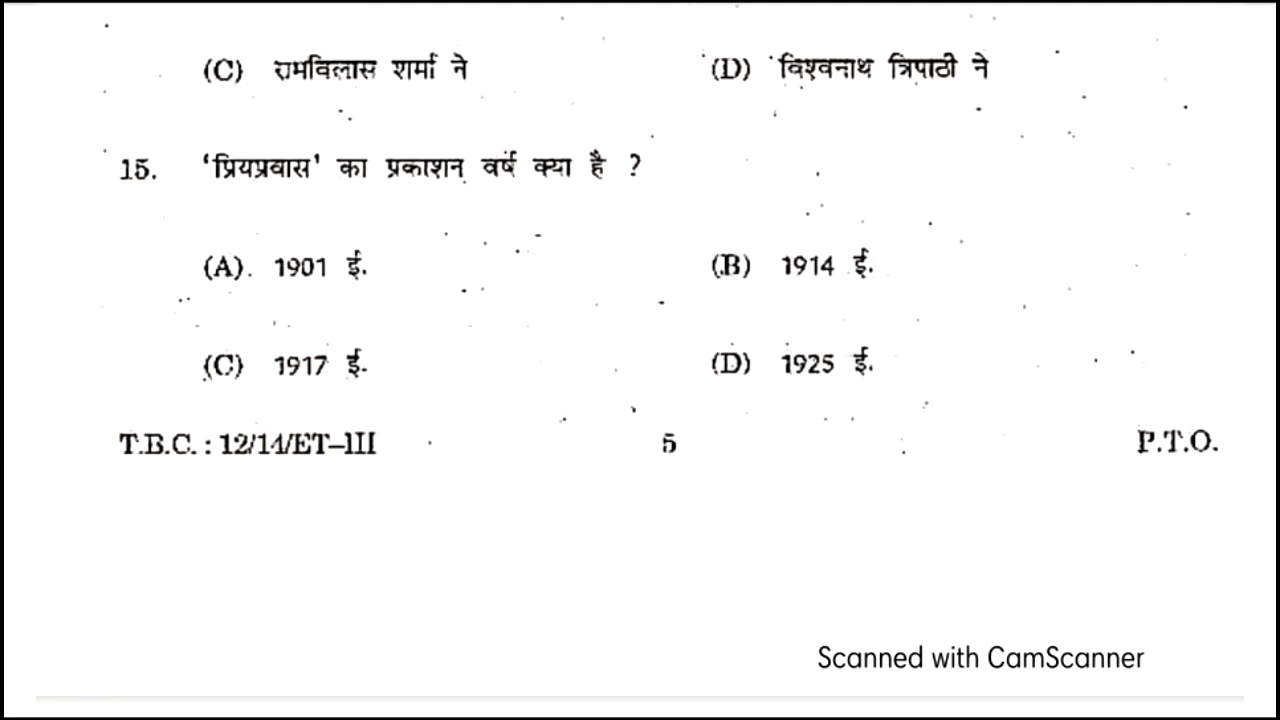 (C) रामविलास शर्मा ने (D) विश्वनाथ त्रिपाठी ने
15. 'प्रियप्रवास' का प्रकाशन वर्ष क्या है ?
(A). 1901 ई. (B) 1914 ई.
(C) 1917 ई. (D) 1925 ई.
T.B.C. : 12/14/ET–III 5 P.T.O.
Scanned with CamScanner